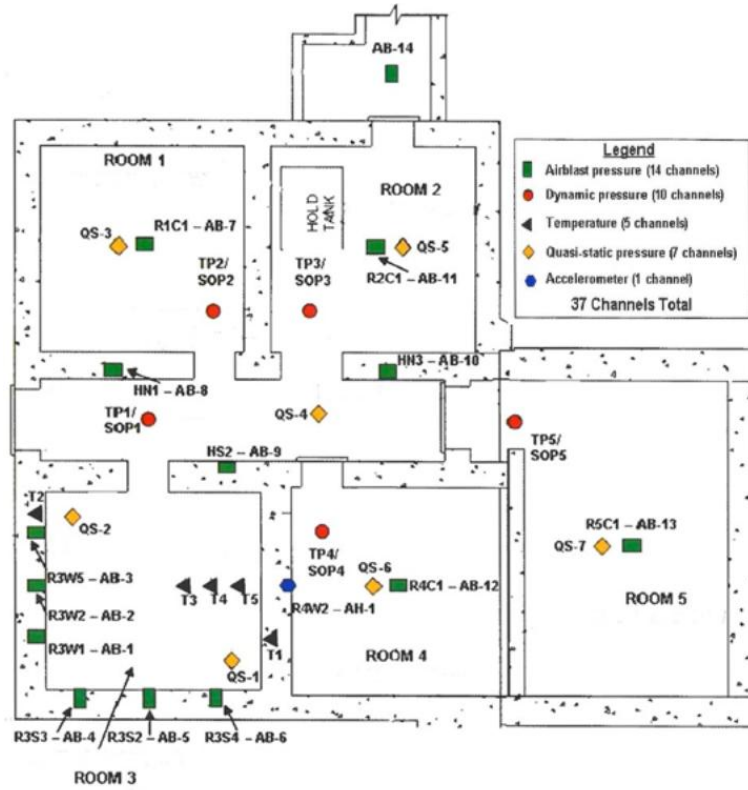 AB-14
ROOM 1
HOLD
TANK
ROOM 2
QS-3
R1C1 – AB-7
TP2/
SOP2
TP3/
SOP3
QS-5
R2C1 – AB-11
HN1 – AB-8
HN3 – AB-10
TP1/
SOP1
QS-4
HS2 – AB-9
TP5/
SOP5
T2
QS-2
R3W5 – AB-3
R3W2 – AB-2
R3W1 – AB-1
T3
T4
T5
T1
QS-1
TP4/
SOP4
QS-6
R4C1 – AB-12
R4W2 – AH-1
ROOM 4
R5C1 – AB-13
QS-7
ROOM 5
R3S3 – AB-4
R3S2 – AB-5
R3S4 – AB-6
ROOM 3
Legend
Airblast pressure (14 channels)
Dynamic pressure (10 channels)
Temperature (5 channels)
Quasi-static pressure (7 channels)
Accelerometer (1 channel)
37 Channels Total